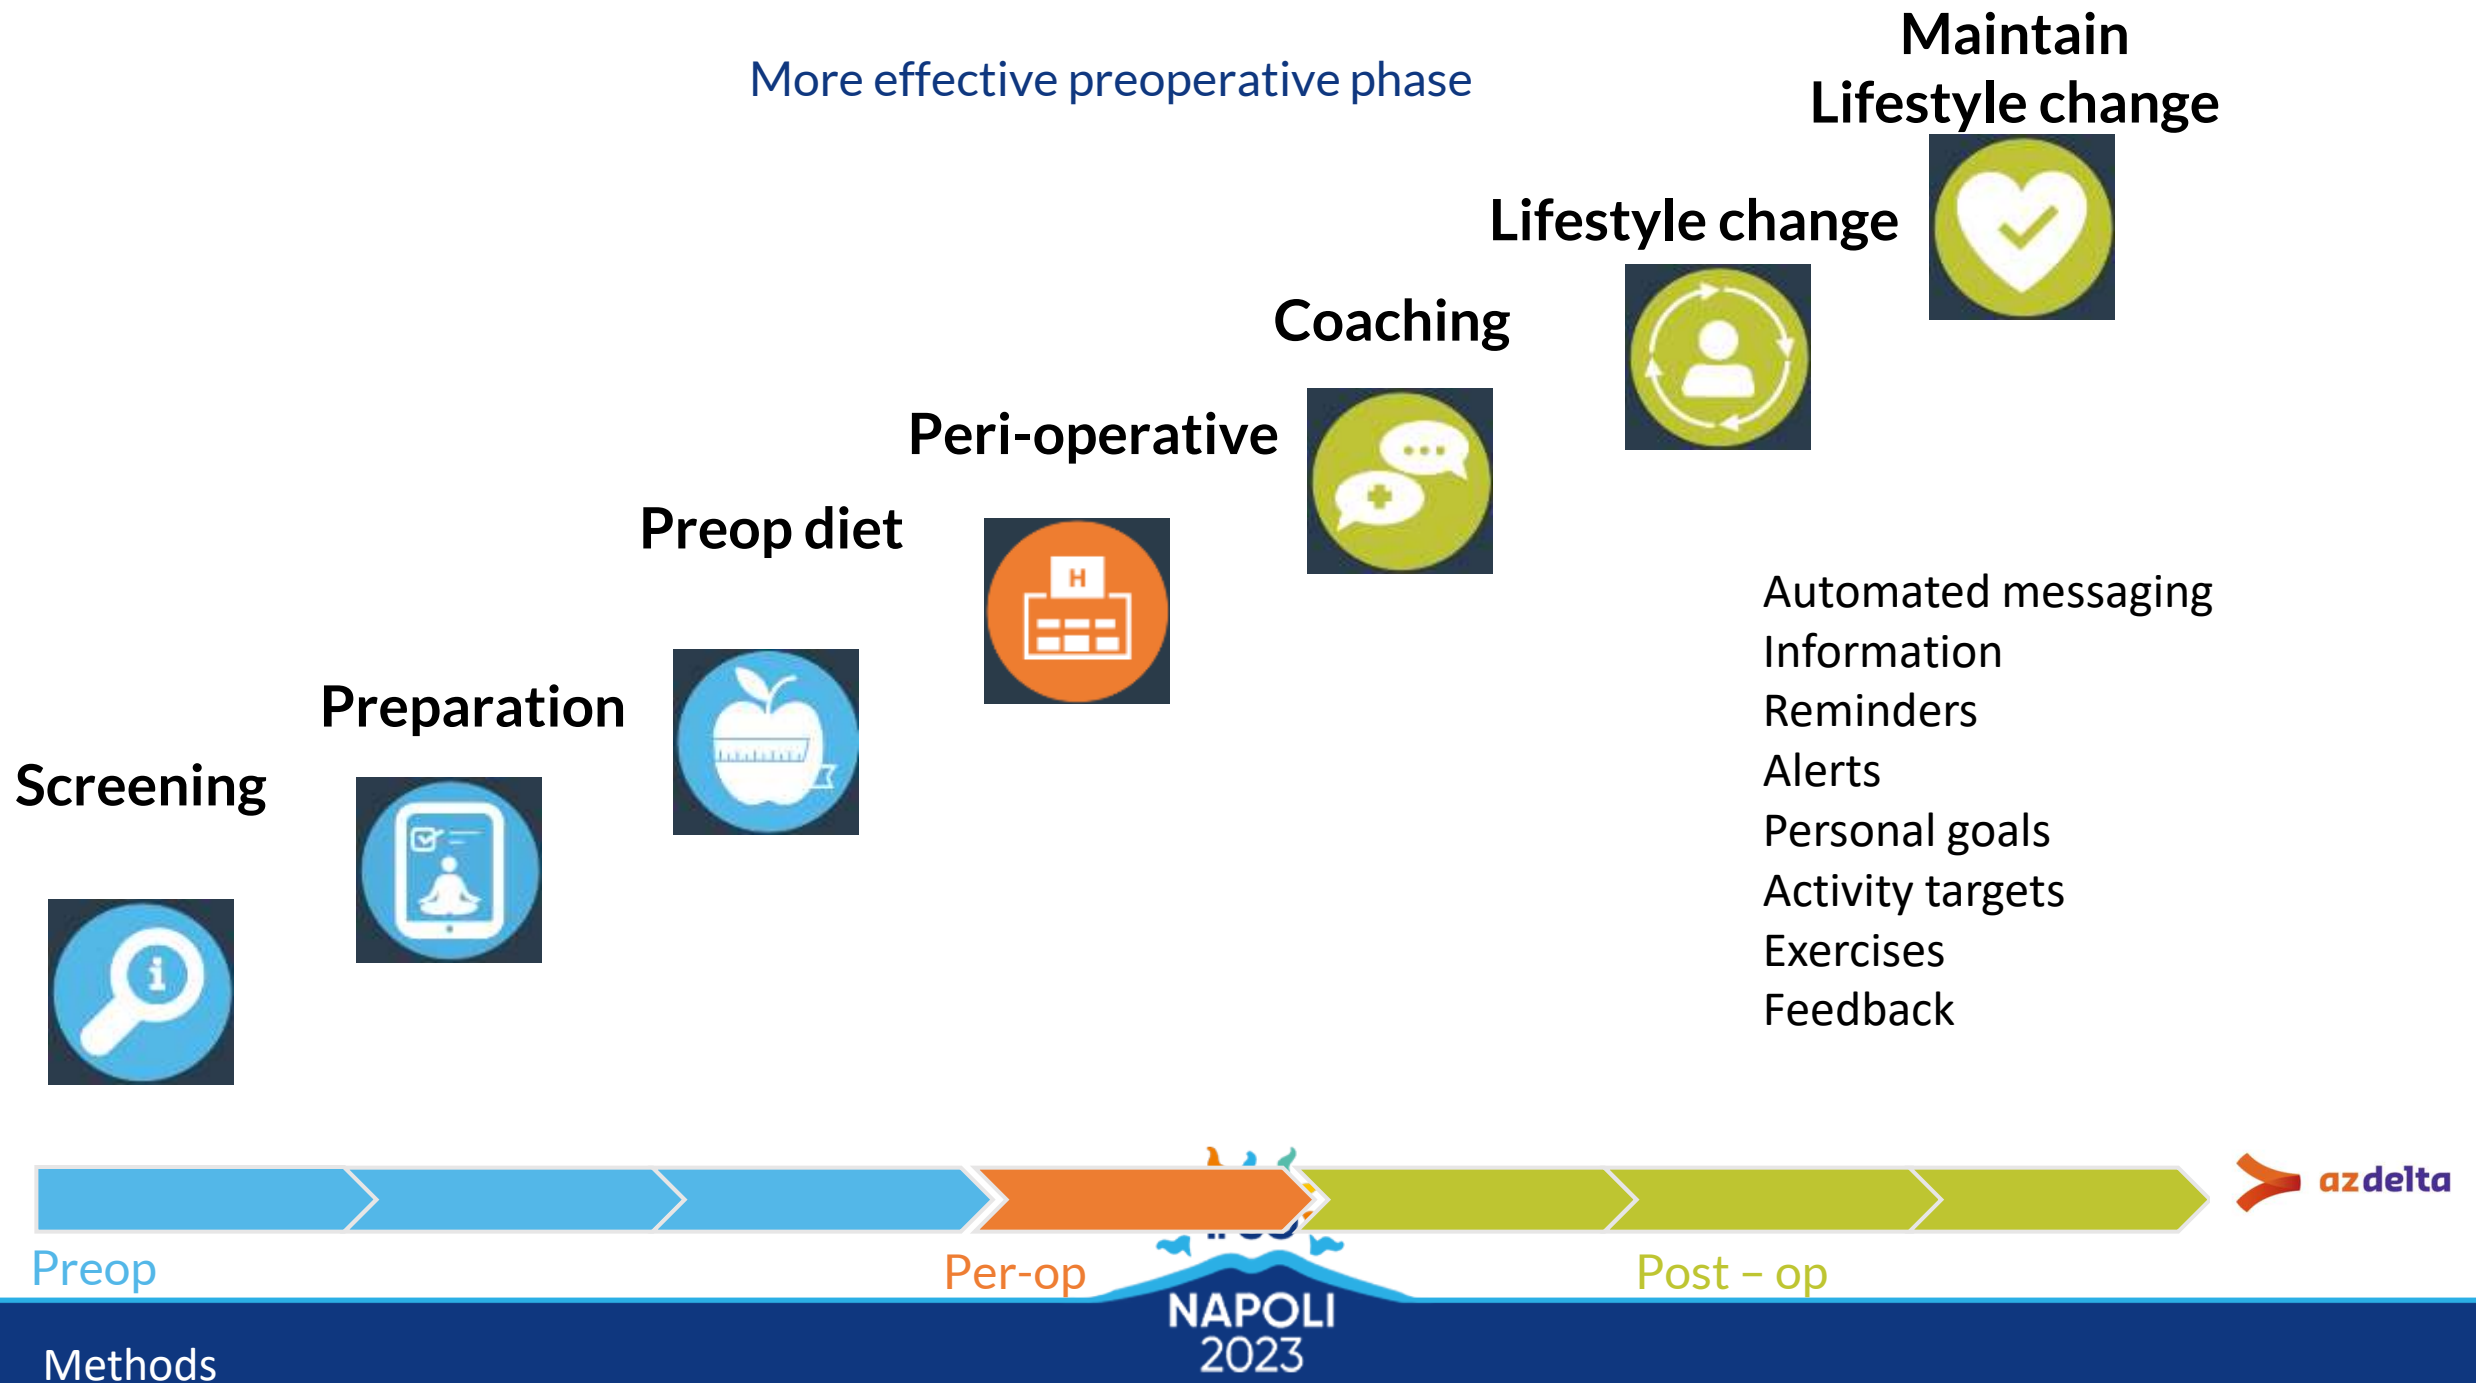 More effective preoperative phase
Maintain
Lifestyle change
Lifestyle change
Coaching
Peri-operative
Preop diet
Preparation
Screening
H
i
Automated messaging
Information
Reminders
Alerts
Personal goals
Activity targets
Exercises
Feedback
azdelta
Preop
Per-op
Post – op
NAPOLI
2023
Methods